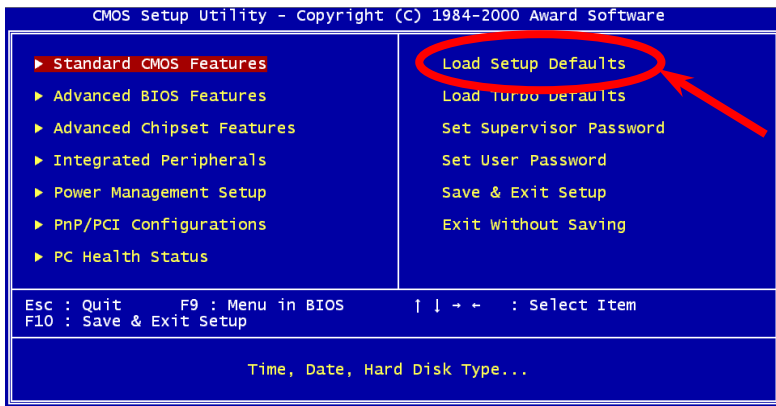 CMOS Setup Utility - Copyright (C) 1984-2000 Award Software
▶ Standard CMOS Features
▶ Advanced BIOS Features
▶ Advanced Chipset Features
▶ Integrated Peripherals
▶ Power Management Setup
▶ PnP/PCI Configurations
▶ PC Health Status
Load Setup Defaults
Load Turbo Defaults
Set Supervisor Password
Set User Password
Save & Exit Setup
Exit Without Saving
Esc : Quit F9 : Menu in BIOS ↑ ↓ → ← : Select Item
F10 : Save & Exit Setup
Time, Date, Hard Disk Type...